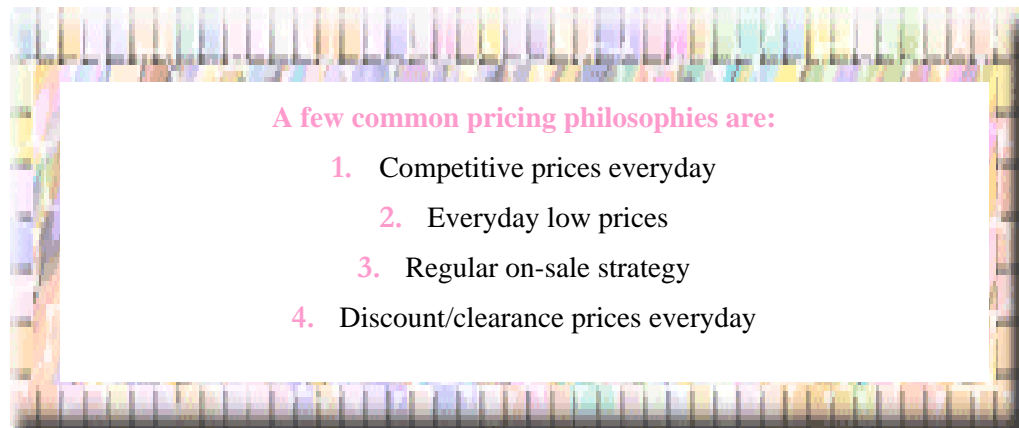 A few common pricing philosophies are:
1. Competitive prices everyday
2. Everyday low prices
3. Regular on-sale strategy
4. Discount/clearance prices everyday